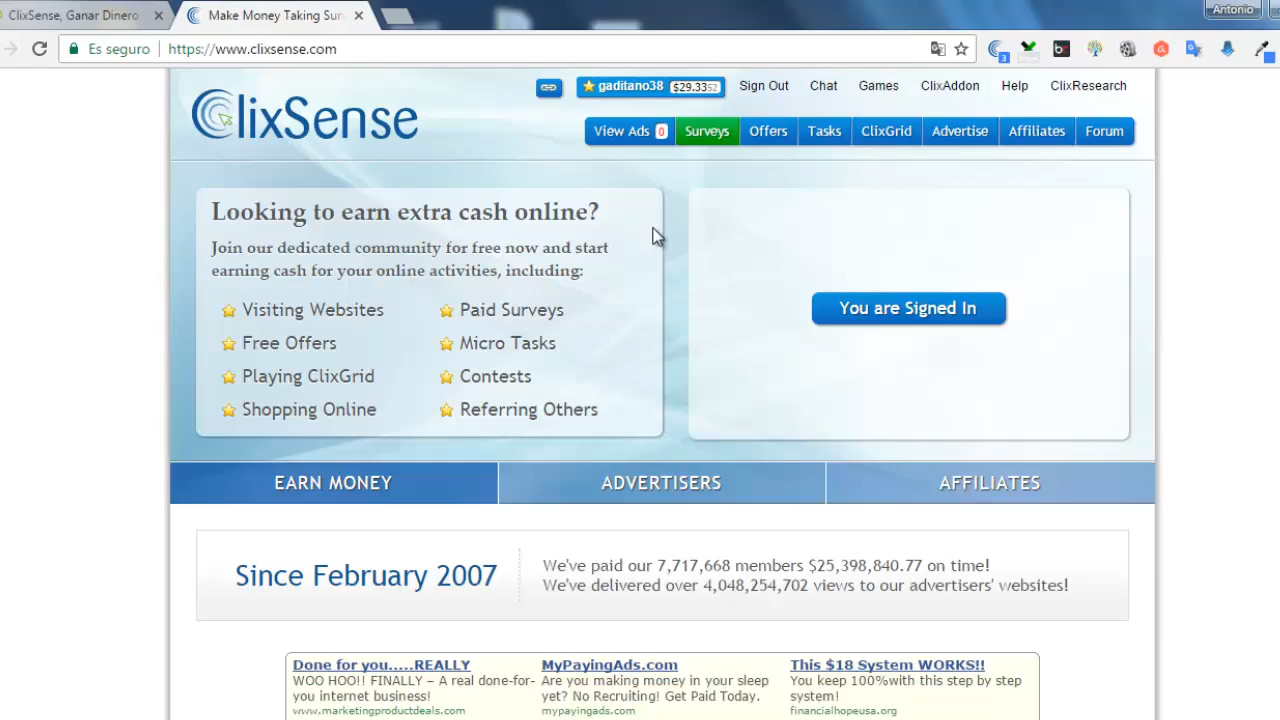 ClixSense, Ganar Dinero
Make Money Taking Sur
Antonio
Es seguro
https://www.clixsense.com
3
ClixSense
gaditano38
$29.3352
Sign Out
Chat
Games
ClixAddon
Help
ClixResearch
View Ads 0
Surveys
Offers
Tasks
ClixGrid
Advertise
Affiliates
Forum
Looking to earn extra cash online?
Join our dedicated community for free now and start
earning cash for your online activities, including:
Visiting Websites
Paid Surveys
Free Offers
Micro Tasks
Playing ClixGrid
Contests
Shopping Online
Referring Others
You are Signed In
EARN MONEY
ADVERTISERS
AFFILIATES
Since February 2007
We've paid our 7,717,668 members $25,398,840.77 on time!
We've delivered over 4,048,254,702 views to our advertisers' websites!
Done for you.....REALLY
WOO HOO!! FINALLY – A real done-for-
you internet business!
www.marketingproductdeals.com
MyPayingAds.com
Are you making money in your sleep
yet? No Recruiting! Get Paid Today.
mypayingads.com
This $18 System WORKS!!
You keep 100%with this step by step
system!
financialhopeusa.org